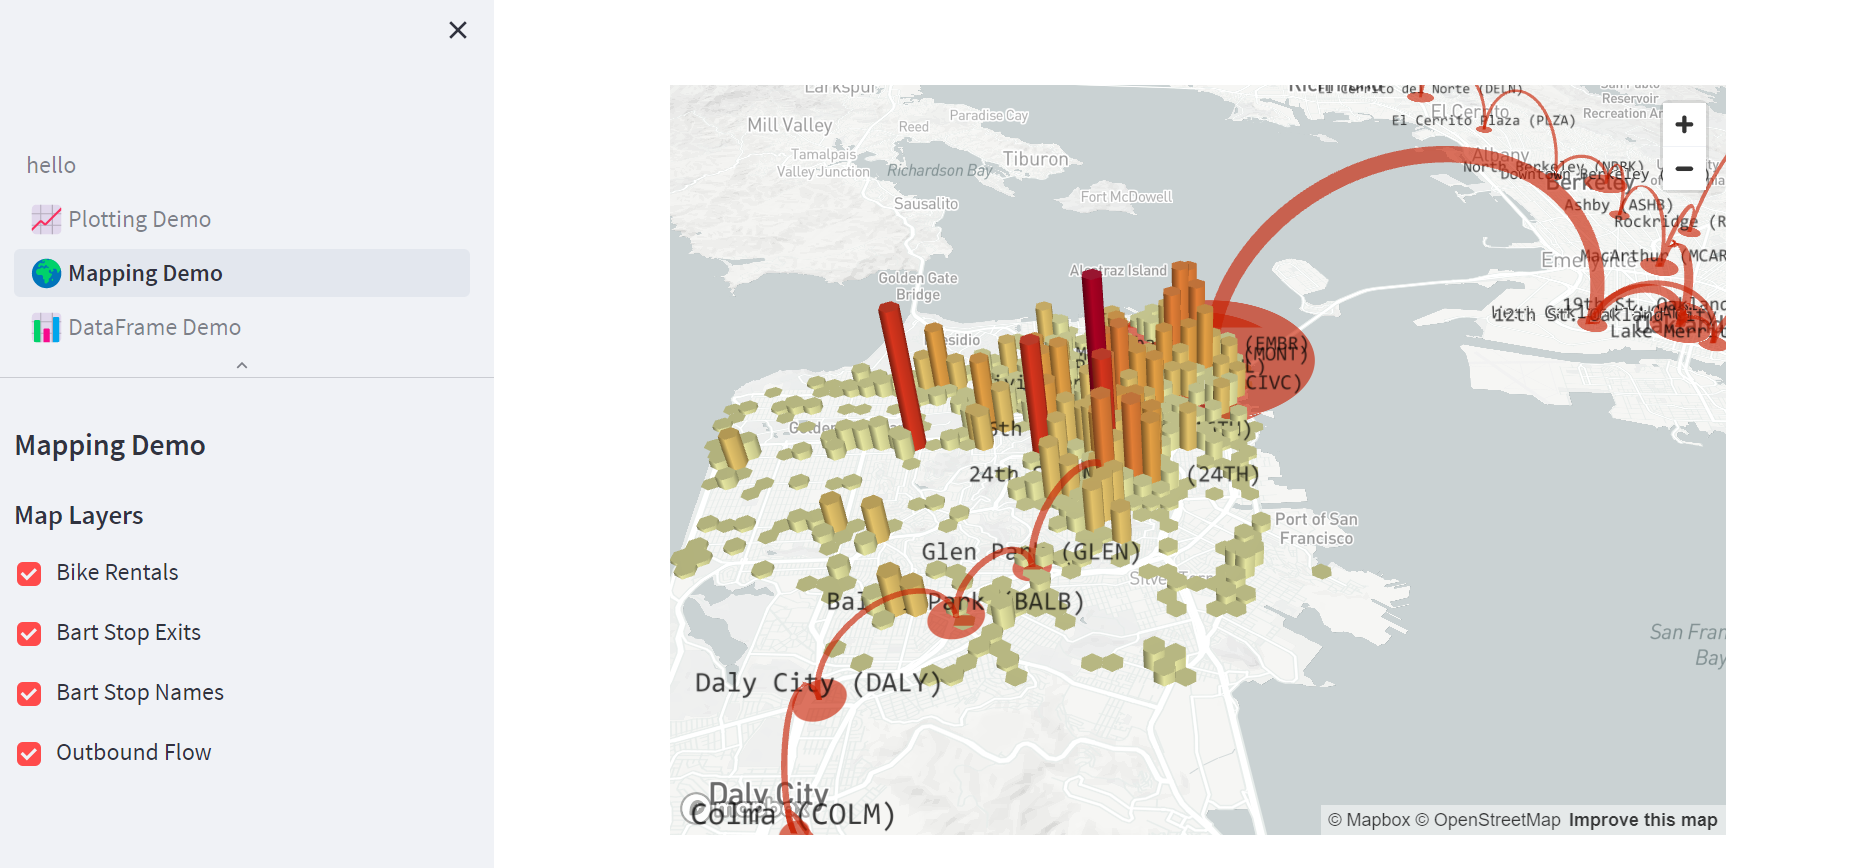 hello
Plotting Demo
Mapping Demo
DataFrame Demo
Mapping Demo
Map Layers
Bike Rentals
Bart Stop Exits
Bart Stop Names
Outbound Flow
Larkspur
Mill Valley
Paradise Cay
Reed
Tamalpais
Valley Junction
Richardson Bay
Tiburon
Sausalito
Fort McDowell
Golden Gate
Bridge
Alcatraz Island
El Cerrito del Norte (DELN)
El Cerrito
El Cerrito Plaza (PLZA)
Reservoir
Recreation
Albany
North Berkeley (NBRK)
Downtown Berkeley
Berkeley
Ashby (ASHB)
Rockridge
MacArthur (MCAR
Emeryville
19th St. Oakland
12th St. Oakland City
Lake Merritt
(EMBR)
(MONT)
CIVC)
24th
(24TH)
Port of San
Francisco
Glen Park (GLEN)
Park (BALB)
Daly City (DALY)
San Fran
Bay
Daly City
mapbox
Colma (COLM)
© Mapbox © OpenStreetMap Improve this map